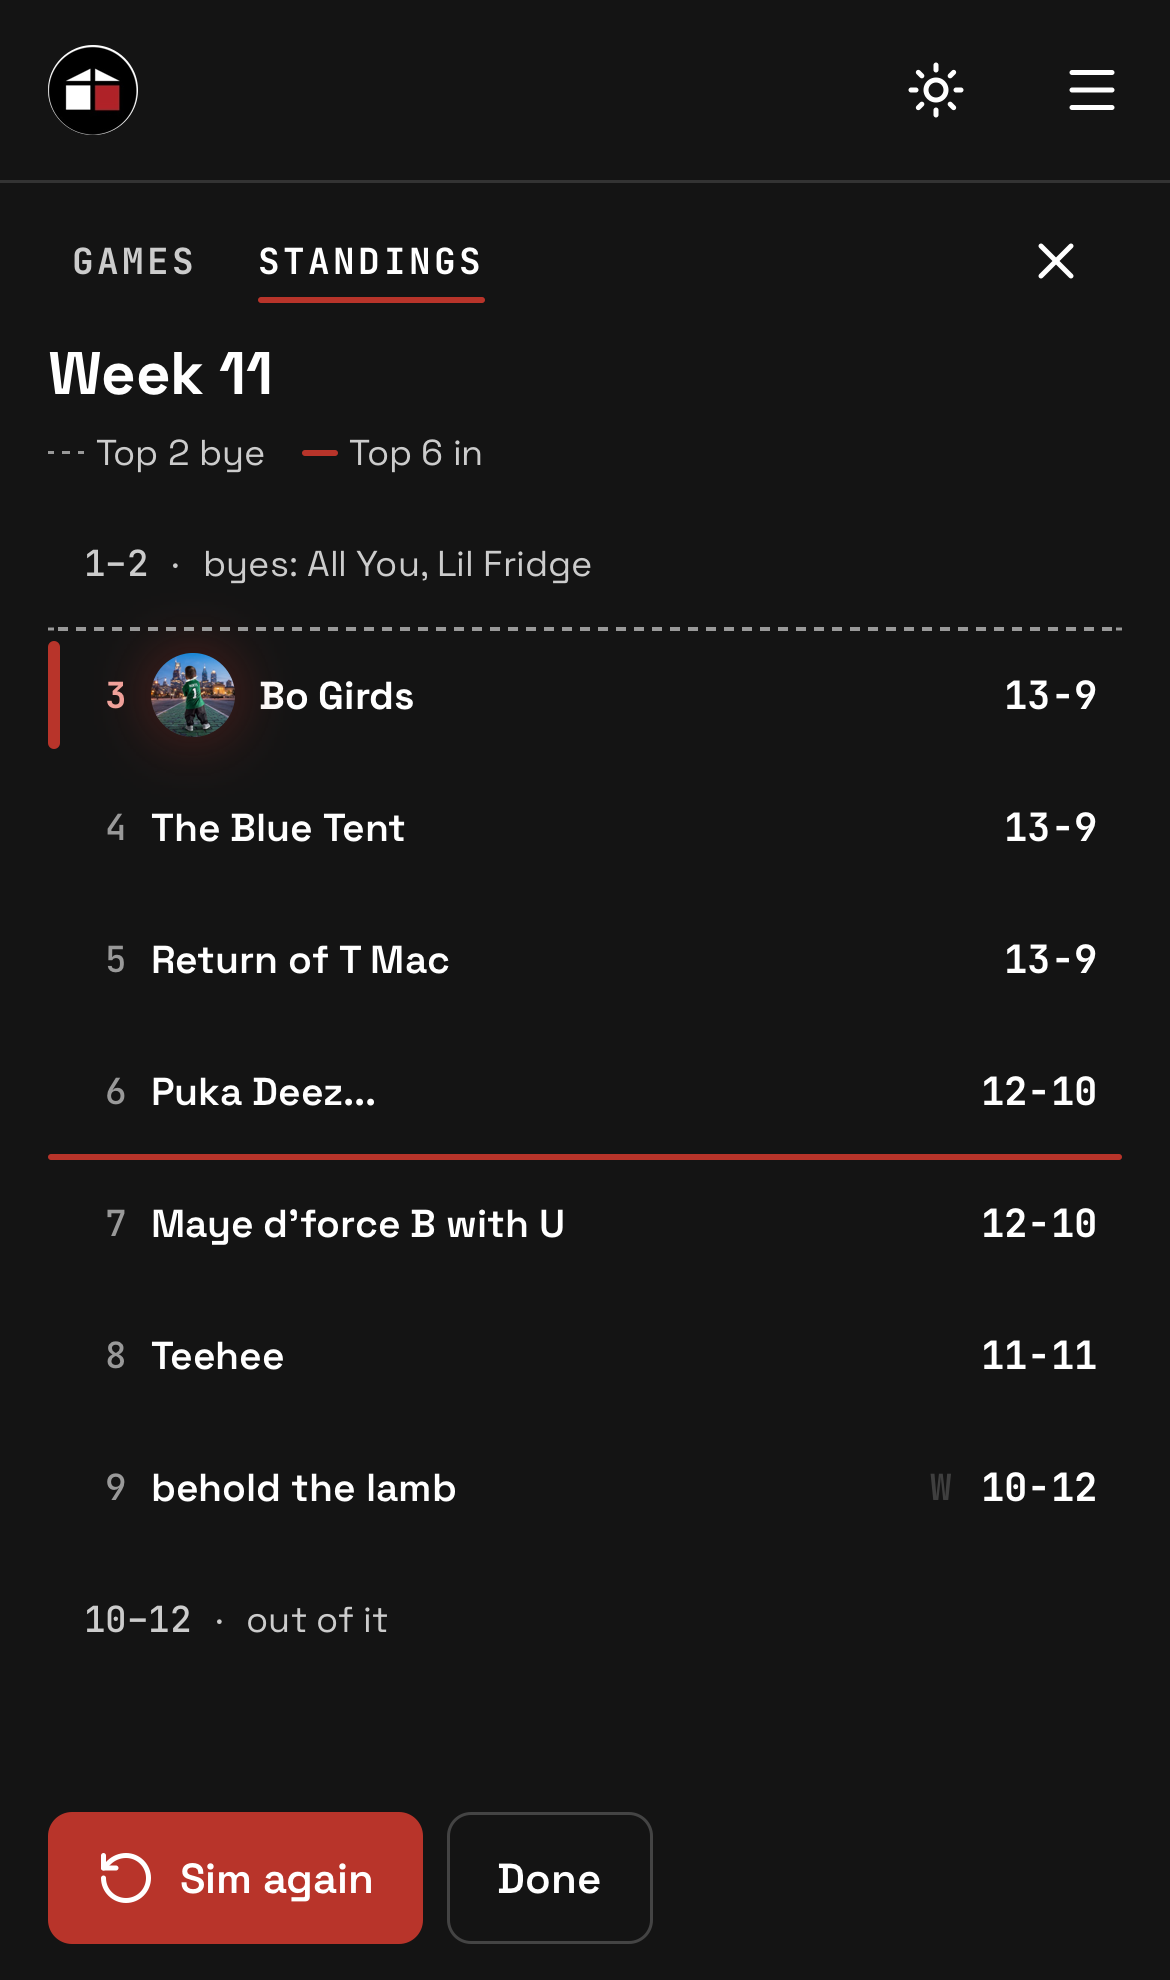 GAMES STANDINGS
Week 11
Top 2 bye Top 6 in
1–2 · byes: All You, Lil Fridge
3 Bo Girds 13-9
4 The Blue Tent 13-9
5 Return of T Mac 13-9
6 Puka Deez... 12-10
7 Maye d’force B with U 12-10
8 Teehee 11-11
9 behold the lamb W 10-12
10–12 · out of it
Sim again Done